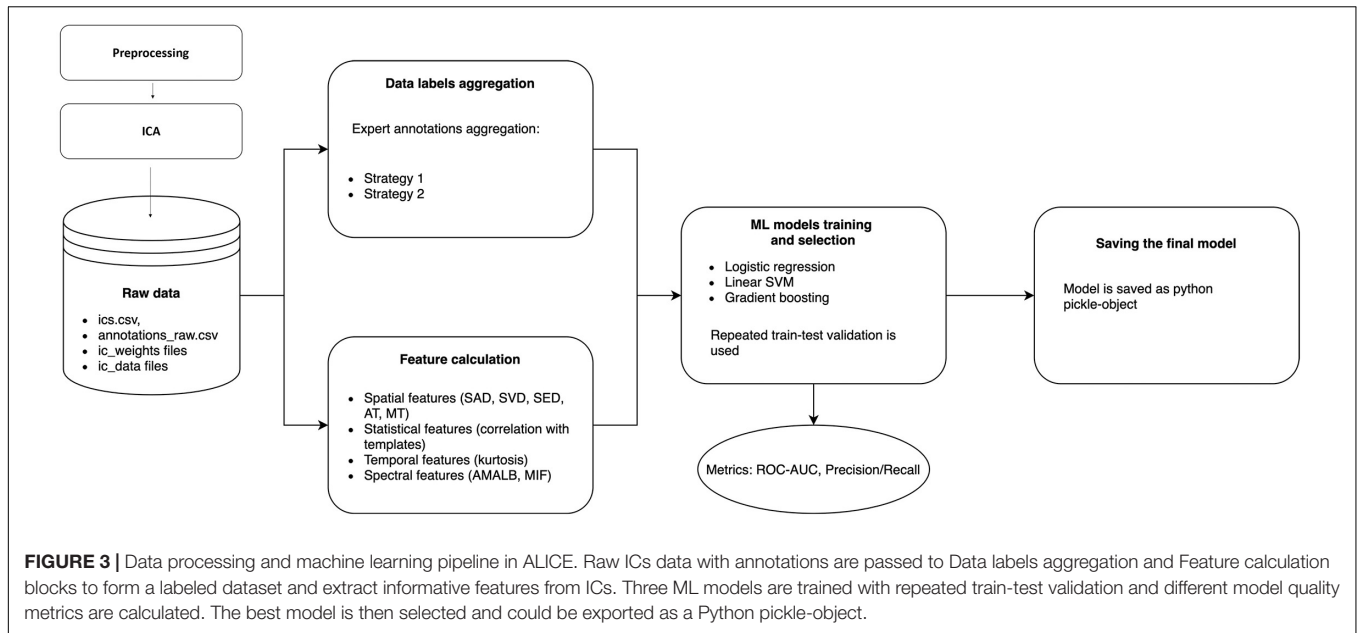 Preprocessing
ICA
Raw data
• ics.csv,
• annotations_raw.csv
• ic_weights files
• ic_data files
Data labels aggregation
Expert annotations aggregation:
• Strategy 1
• Strategy 2
Feature calculation
• Spatial features (SAD, SVD, SED,
AT, MT)
• Statistical features (correlation with
templates)
• Temporal features (kurtosis)
• Spectral features (AMALB, MIF)
ML models training
and selection
• Logistic regression
• Linear SVM
• Gradient boosting
Repeated train-test validation is
used
Metrics: ROC-AUC, Precision/Recall
Saving the final model
Model is saved as python
pickle-object
FIGURE 3 | Data processing and machine learning pipeline in ALICE. Raw ICs data with annotations are passed to Data labels aggregation and Feature calculation
blocks to form a labeled dataset and extract informative features from ICs. Three ML models are trained with repeated train-test validation and different model quality
metrics are calculated. The best model is then selected and could be exported as a Python pickle-object.